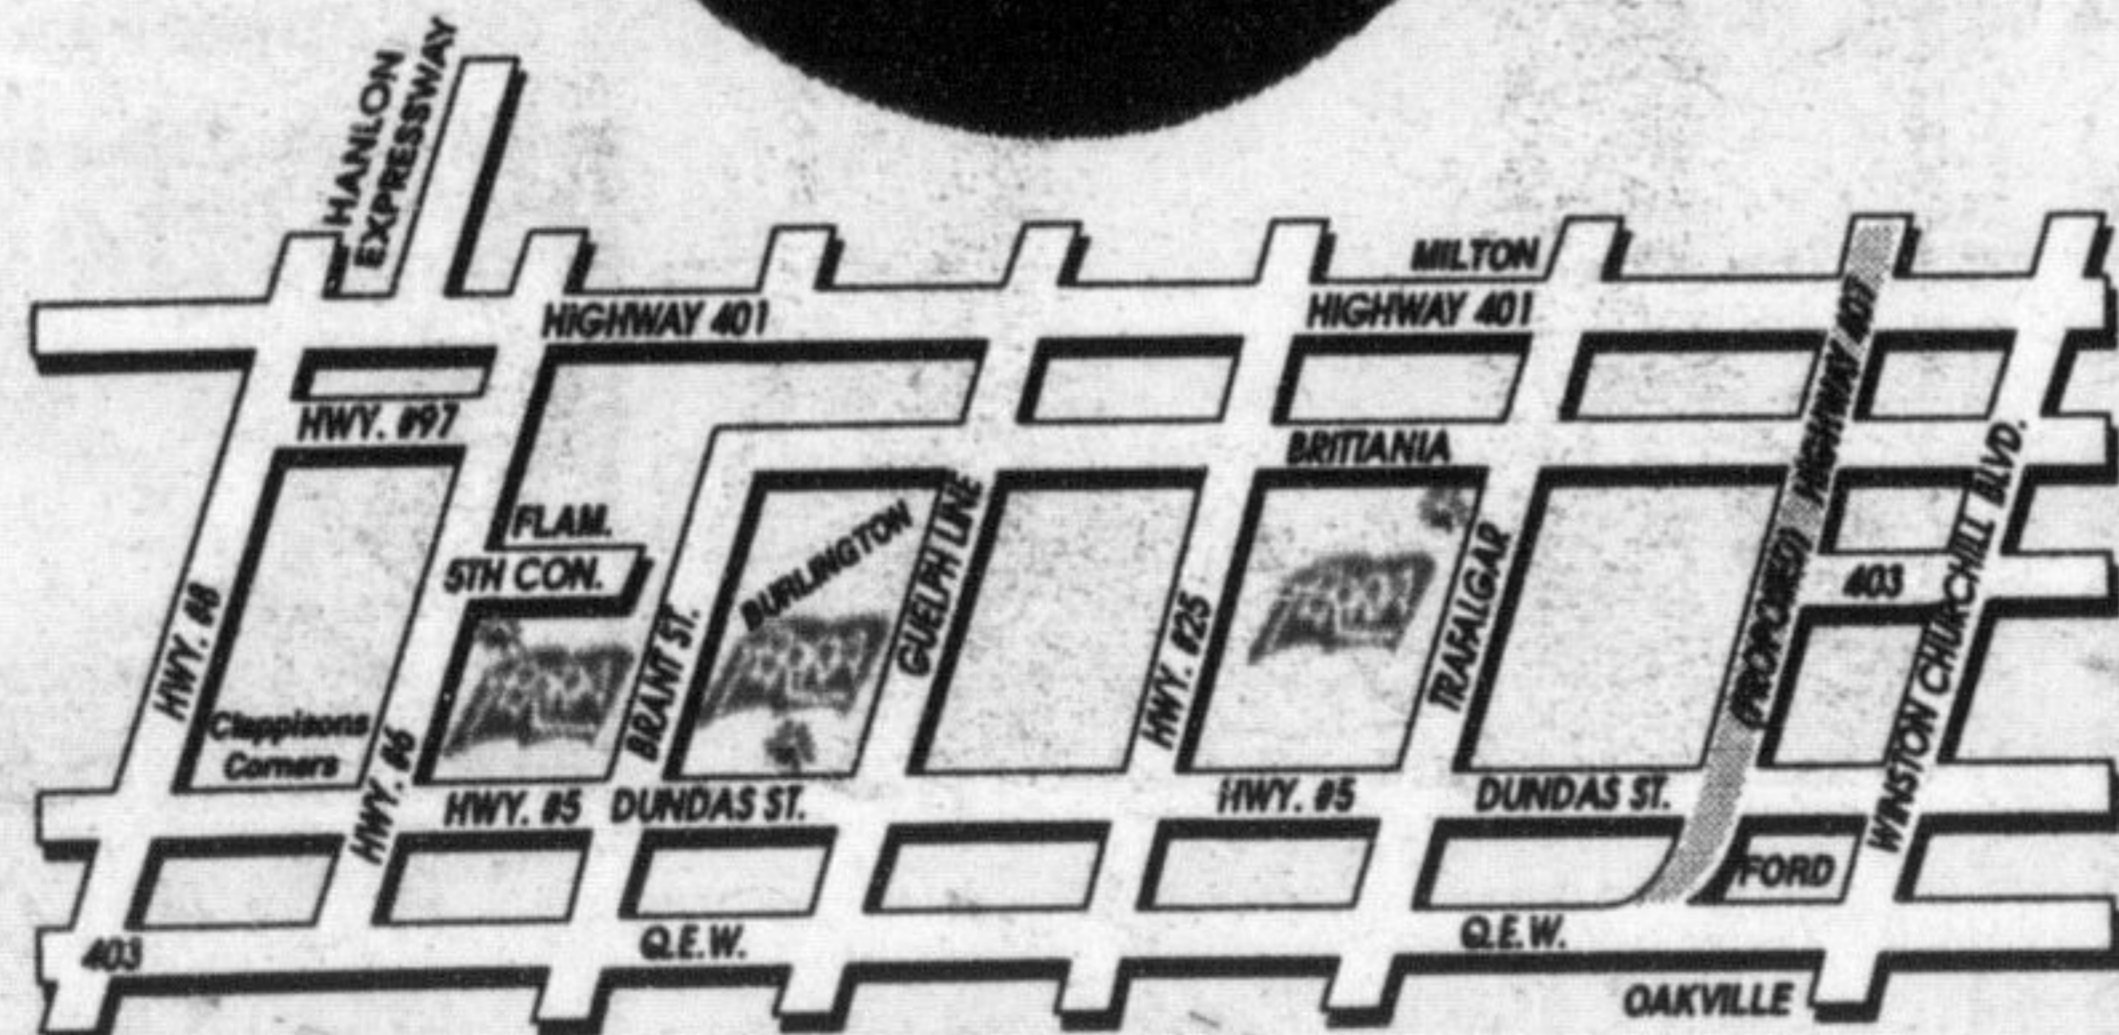 HANLON
EXPRESSWAY
MILTON
HIGHWAY 401
HIGHWAY 401
HWY. #97
BRITTANIA
(PROPOSED) HIGHWAY 407
WINSTON CHURCHILL BLVD.
FLAM.
5TH CON.
BURLINGTON
GUELPH LINE
403
HWY. #8
BRANT ST.
HWY. #25
TRAFALGAR
Clappisons
Corners
HWY. #6
HWY. #5
DUNDAS ST.
HWY. #5
DUNDAS ST.
FORD
403
Q.E.W.
Q.E.W.
OAKVILLE